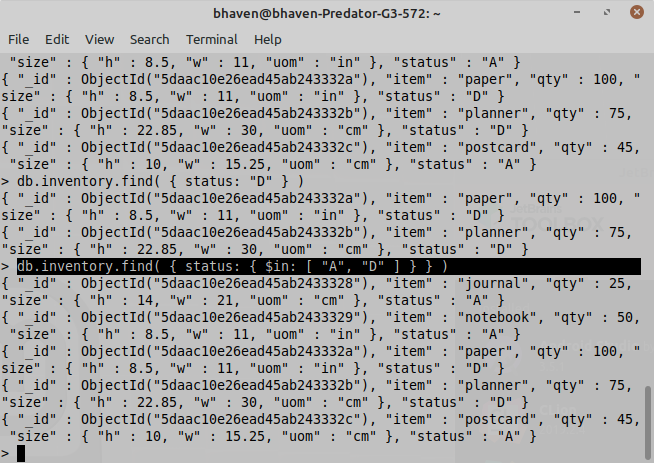 bhaven@bhaven-Predator-G3-572: ~
File Edit View Search Terminal Help
"size" : { "h" : 8.5, "w" : 11, "uom" : "in" }, "status" : "A" }
{ "_id" : ObjectId("5daac10e26ead45ab243332a"), "item" : "paper", "qty" : 100, "
size" : { "h" : 8.5, "w" : 11, "uom" : "in" }, "status" : "D" }
{ "_id" : ObjectId("5daac10e26ead45ab243332b"), "item" : "planner", "qty" : 75,
"size" : { "h" : 22.85, "w" : 30, "uom" : "cm" }, "status" : "D" }
{ "_id" : ObjectId("5daac10e26ead45ab243332c"), "item" : "postcard", "qty" : 45,
"size" : { "h" : 10, "w" : 15.25, "uom" : "cm" }, "status" : "A" }
> db.inventory.find( { status: "D" } )
{ "_id" : ObjectId("5daac10e26ead45ab243332a"), "item" : "paper", "qty" : 100, "
size" : { "h" : 8.5, "w" : 11, "uom" : "in" }, "status" : "D" }
{ "_id" : ObjectId("5daac10e26ead45ab243332b"), "item" : "planner", "qty" : 75,
"size" : { "h" : 22.85, "w" : 30, "uom" : "cm" }, "status" : "D" }
> db.inventory.find( { status: { $in: [ "A", "D" ] } } )
{ "_id" : ObjectId("5daac10e26ead45ab2433328"), "item" : "journal", "qty" : 25,
"size" : { "h" : 14, "w" : 21, "uom" : "cm" }, "status" : "A" }
{ "_id" : ObjectId("5daac10e26ead45ab2433329"), "item" : "notebook", "qty" : 50,
"size" : { "h" : 8.5, "w" : 11, "uom" : "in" }, "status" : "A" }
{ "_id" : ObjectId("5daac10e26ead45ab243332a"), "item" : "paper", "qty" : 100, "
size" : { "h" : 8.5, "w" : 11, "uom" : "in" }, "status" : "D" }
{ "_id" : ObjectId("5daac10e26ead45ab243332b"), "item" : "planner", "qty" : 75,
"size" : { "h" : 22.85, "w" : 30, "uom" : "cm" }, "status" : "D" }
{ "_id" : ObjectId("5daac10e26ead45ab243332c"), "item" : "postcard", "qty" : 45,
"size" : { "h" : 10, "w" : 15.25, "uom" : "cm" }, "status" : "A" }
>
TOOLBOX